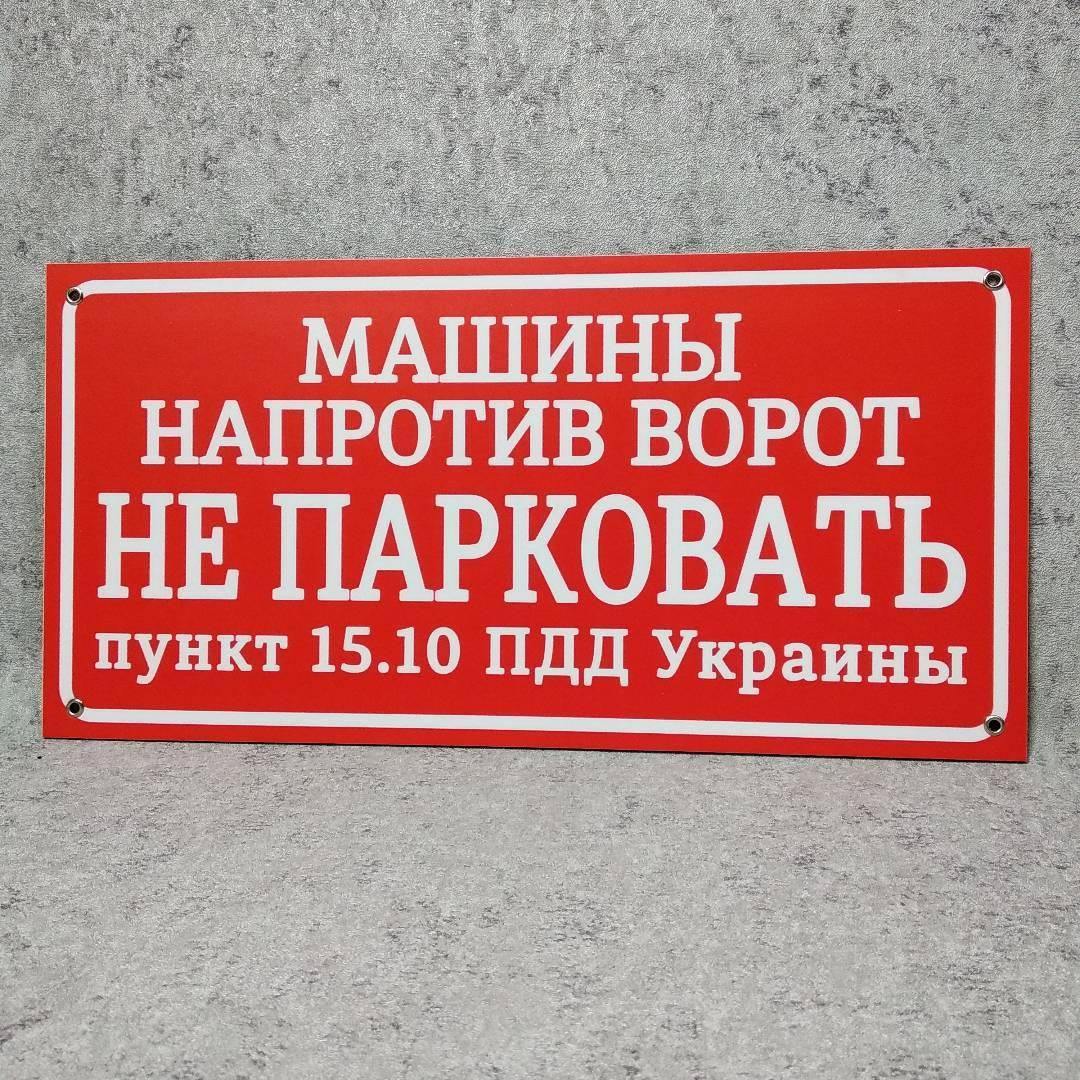 МАШИНЫ
НАПРОТИВ ВОРОТ
НЕ ПАРКОВАТЬ
пункт 15.10 ПДД Украины